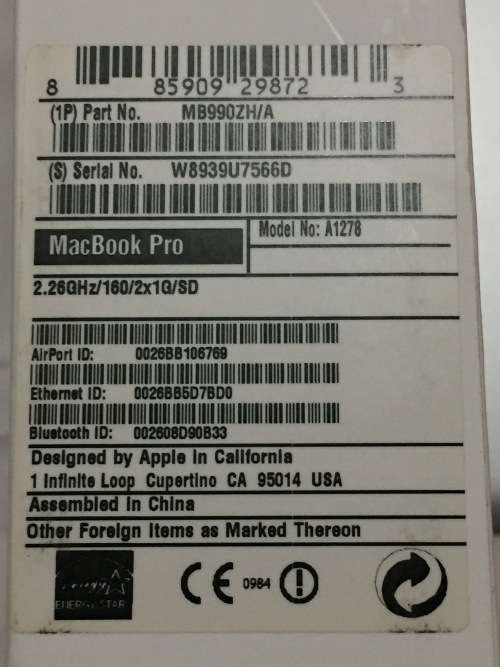 8 85909 29872 3
(1P) Part No. MB990ZH/A
(S) Serial No. W8939U7566D
MacBook Pro
Model No: A1278
2.26GHz/160/2x1G/SD
AirPort ID: 0026BB106769
Ethernet ID: 0026BB5D7BD0
Bluetooth ID: 002608D90B33
Designed by Apple in California
1 Infinite Loop Cupertino CA 95014 USA
Assembled in China
Other Foreign Items as Marked Thereon
energy
ENERGY STAR
CE 0984